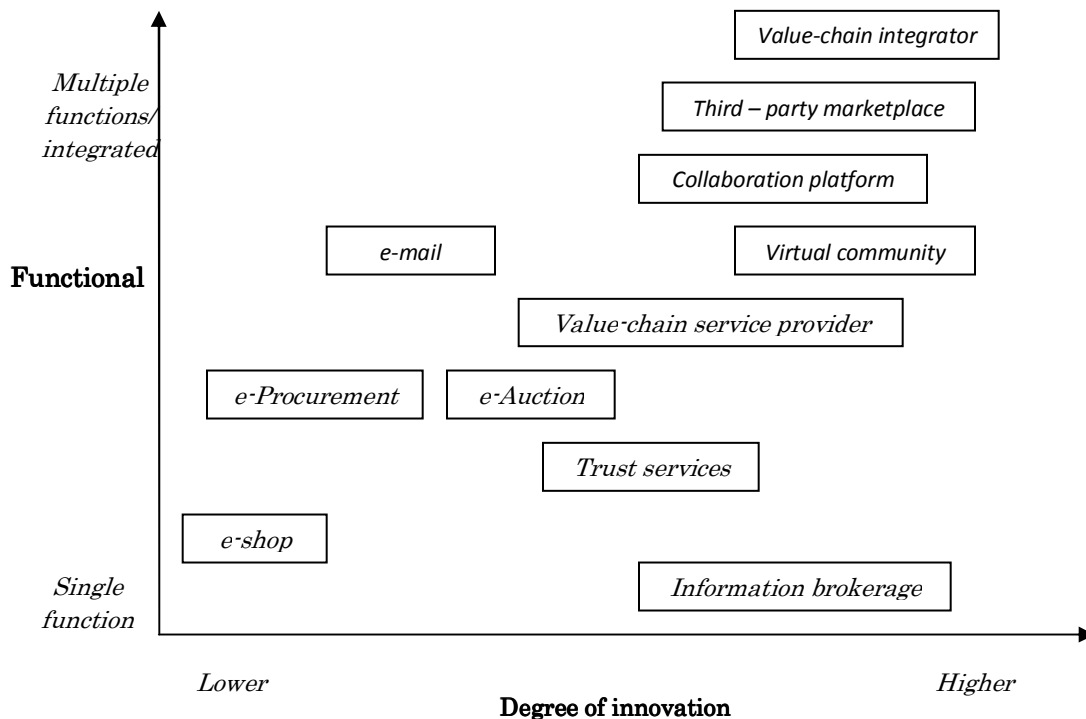 Value-chain integrator
Multiple
functions/
integrated
Third – party marketplace
Collaboration platform
e-mail
Virtual community
Functional
Value-chain service provider
e-Procurement
e-Auction
Trust services
e-shop
Single
function
Information brokerage
Lower
Higher
Degree of innovation